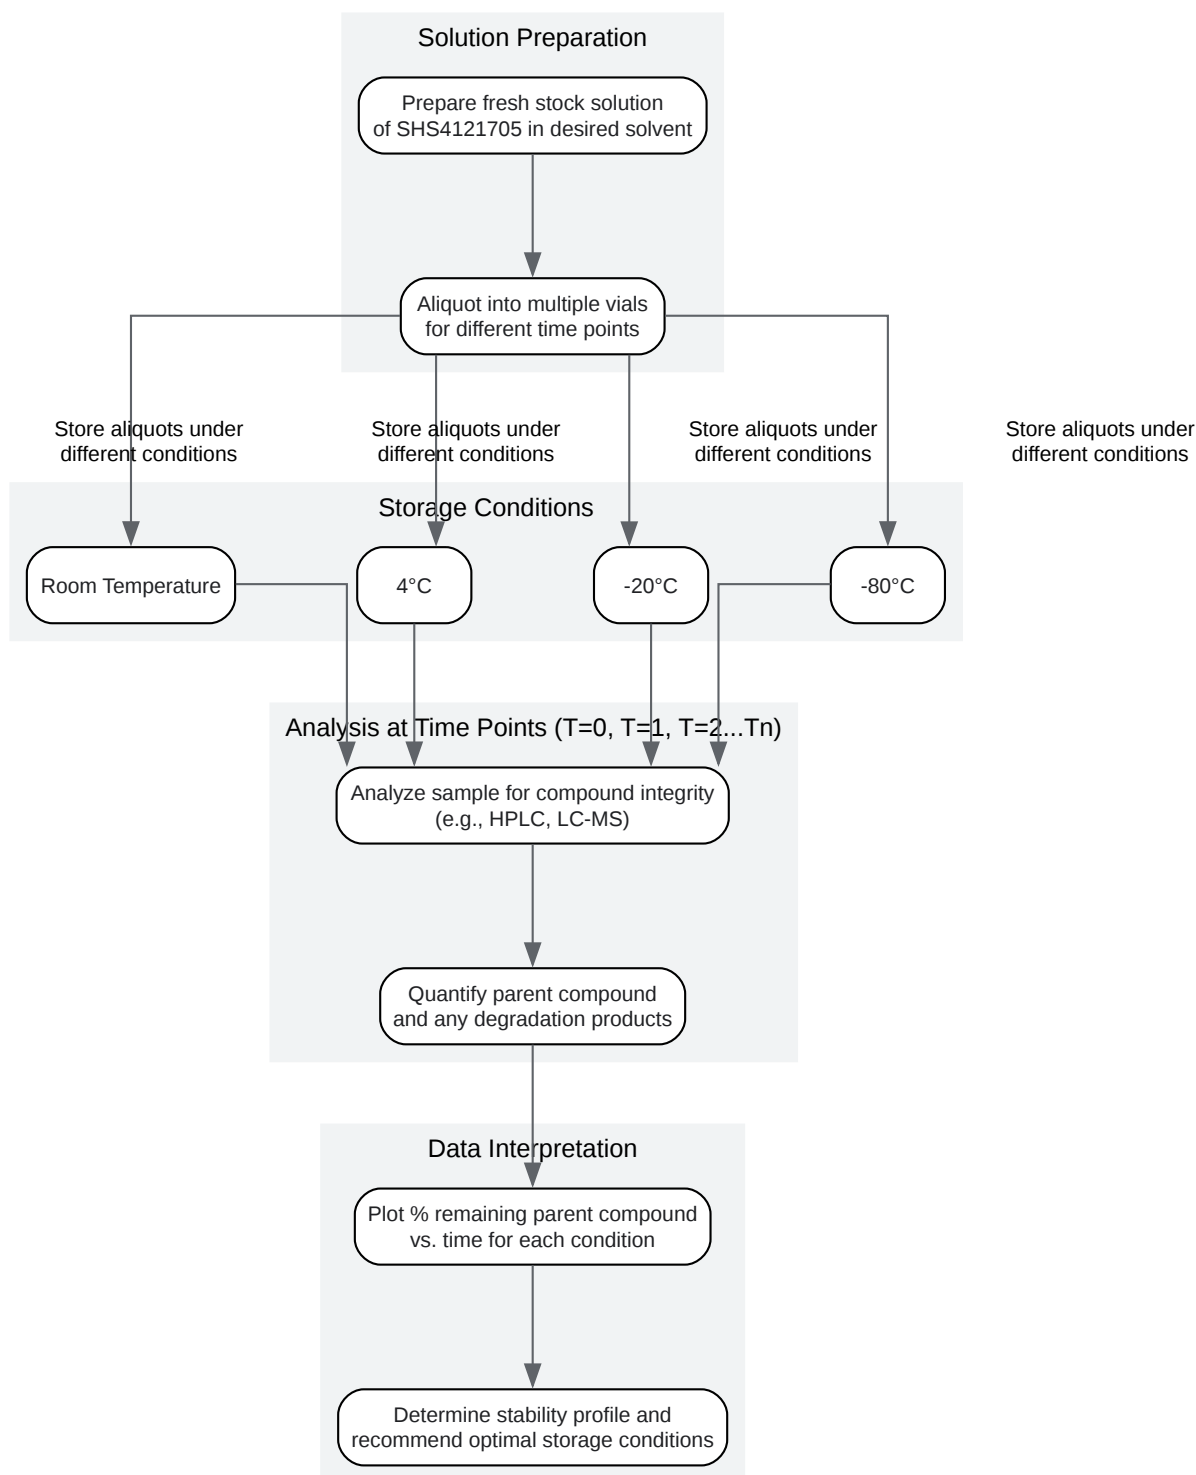 Solution Preparation
Prepare fresh stock solution
of SHS4121705 in desired solvent
Aliquot into multiple vials
for different time points
Store aliquots under
different conditions
Store aliquots under
different conditions
Store aliquots under
different conditions
Store aliquots under
different conditions
Storage Conditions
Room Temperature
4°C
-20°C
-80°C
Analysis at Time Points (T=0, T=1, T=2...Tn)
Analyze sample for compound integrity
(e.g., HPLC, LC-MS)
Quantify parent compound
and any degradation products
Data Interpretation
Plot % remaining parent compound
vs. time for each condition
Determine stability profile and
recommend optimal storage conditions